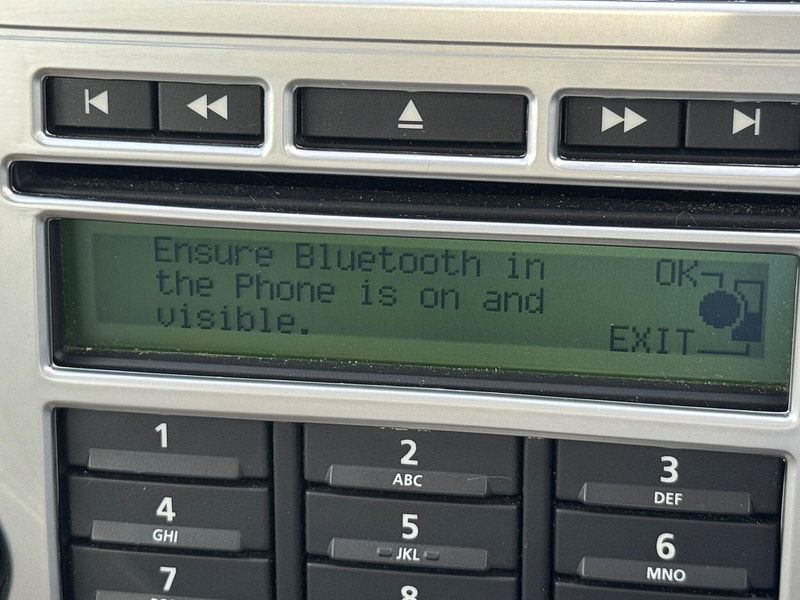 Ensure Bluetooth in
the Phone is on and
visible.
OK
EXIT
1
2
ABC
3
DEF
4
GHI
5
JKL
6
MNO
7
8